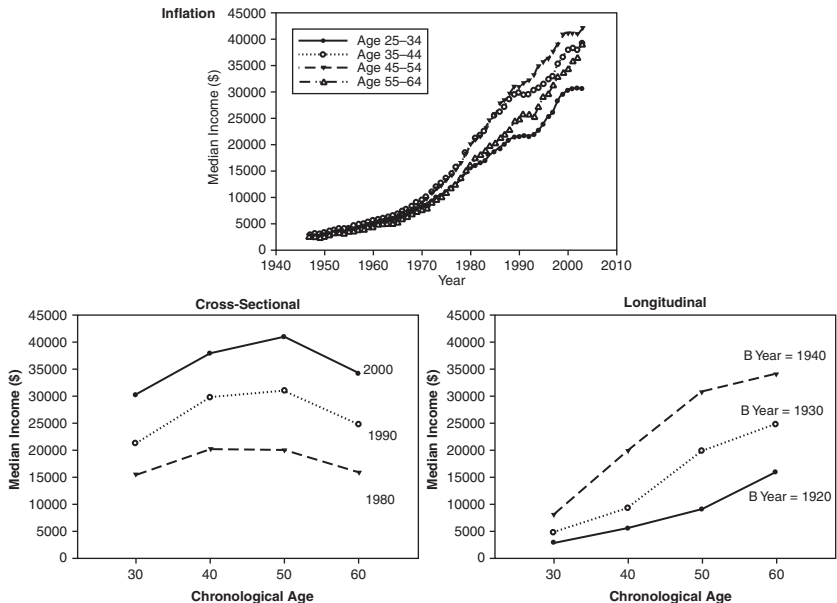 Inflation
45000
40000
35000
30000
25000
20000
15000
10000
5000
0
Median Income ($)
Age 25–34
Age 35–44
Age 45–54
Age 55–64
1940 1950 1960 1970 1980 1990 2000 2010
Year
Cross-Sectional
45000
40000
35000
30000
25000
20000
15000
10000
5000
0
Median Income ($)
2000
1990
1980
30 40 50 60
Chronological Age
Longitudinal
45000
40000
35000
30000
25000
20000
15000
10000
5000
0
Median Income ($)
B Year = 1940
B Year = 1930
B Year = 1920
30 40 50 60
Chronological Age